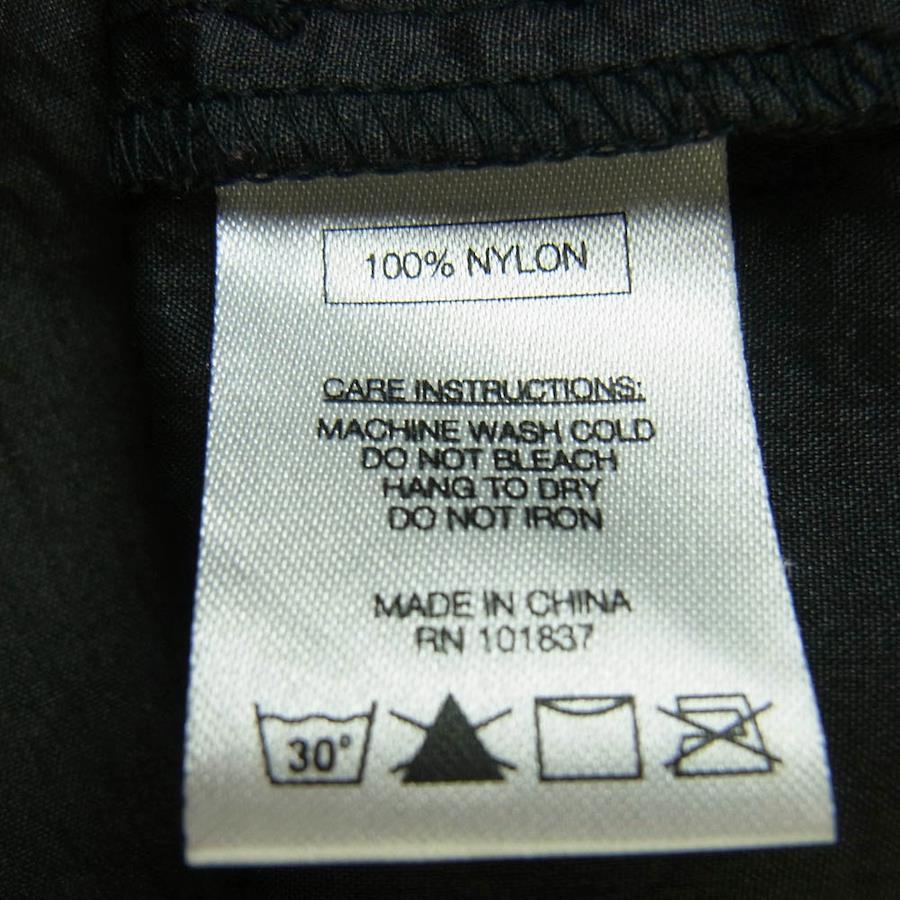 100% NYLON
CARE INSTRUCTIONS:
MACHINE WASH COLD
DO NOT BLEACH
HANG TO DRY
DO NOT IRON
MADE IN CHINA
RN 101837
30°